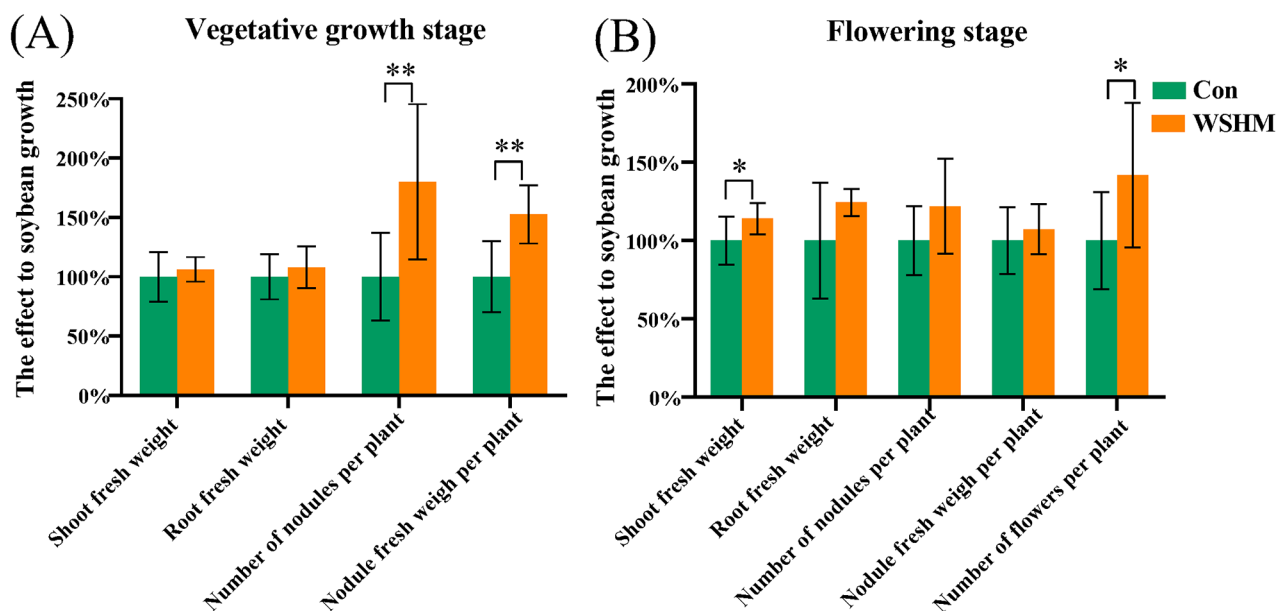 (A)
Vegetative growth stage
The effect to soybean growth
250%
200%
150%
100%
50%
0%
**
**
Shoot fresh weight
Root fresh weight
Number of nodules per plant
Nodule fresh weigh per plant
(B)
Flowering stage
The effect to soybean growth
200%
150%
100%
50%
0%
*
*
Con
WSHM
Shoot fresh weight
Root fresh weight
Number of nodules per plant
Nodule fresh weigh per plant
Number of flowers per plant